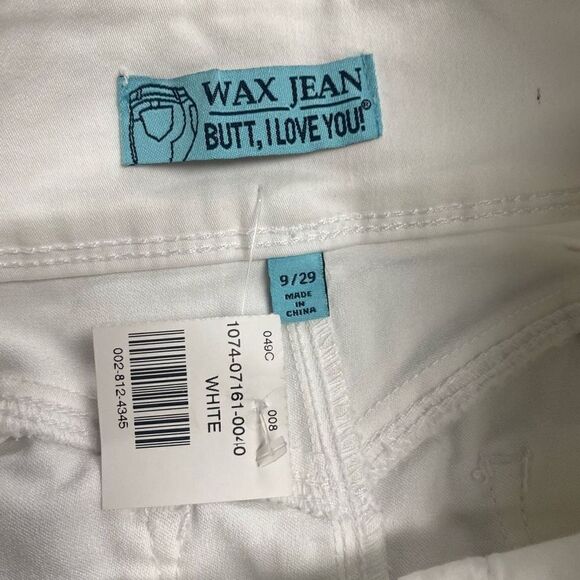 WAX JEAN
BUTT, I LOVE YOU!®
9/29
MADE
IN
CHINA
049C
1074-07161-0040
WHITE
008
002-812-4345